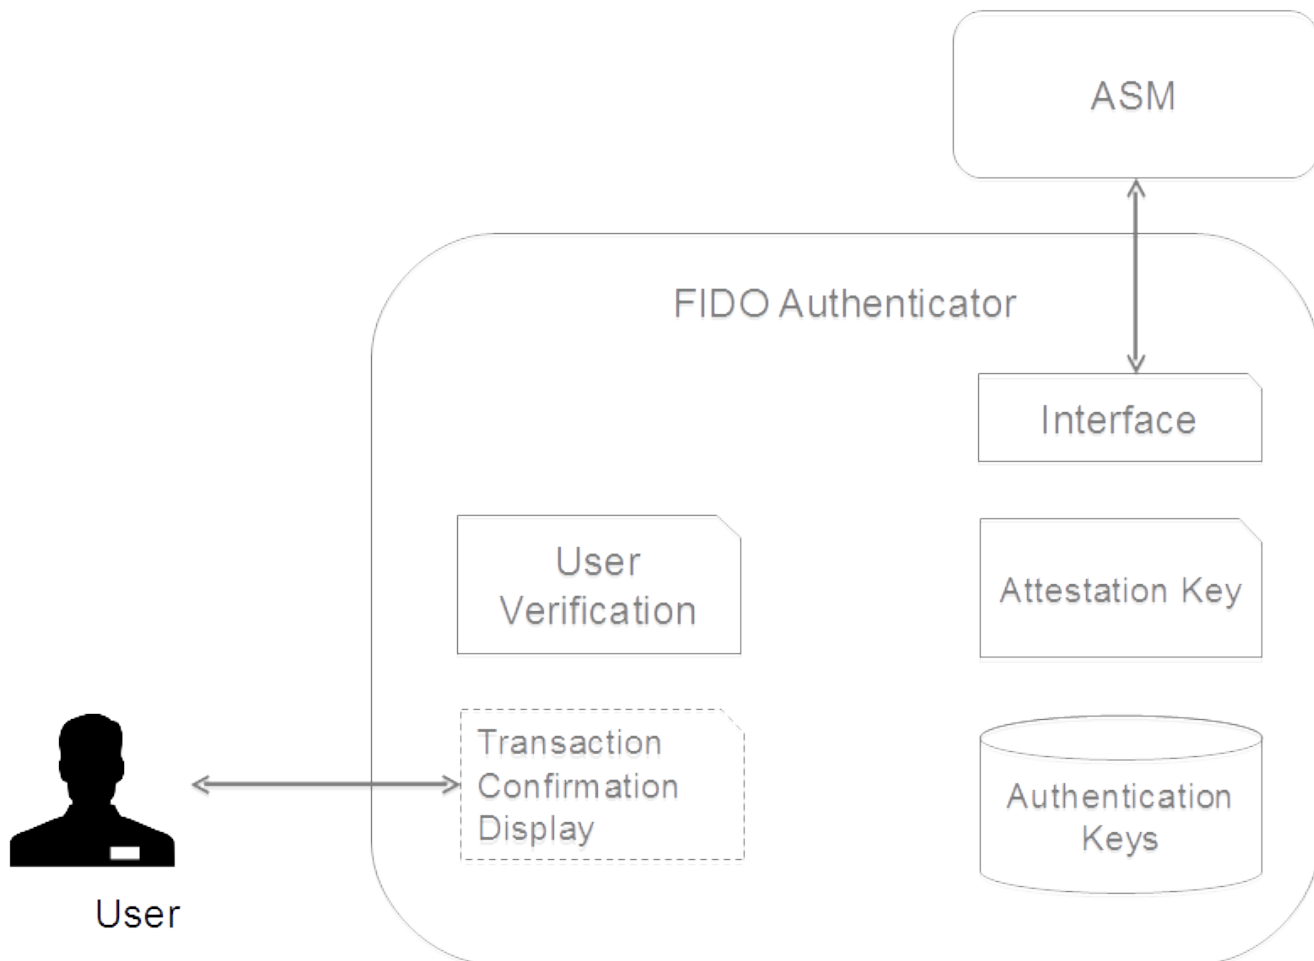 ASM
FIDO Authenticator
Interface
User
Verification
Attestation Key
Transaction
Confirmation
Display
Authentication
Keys
User